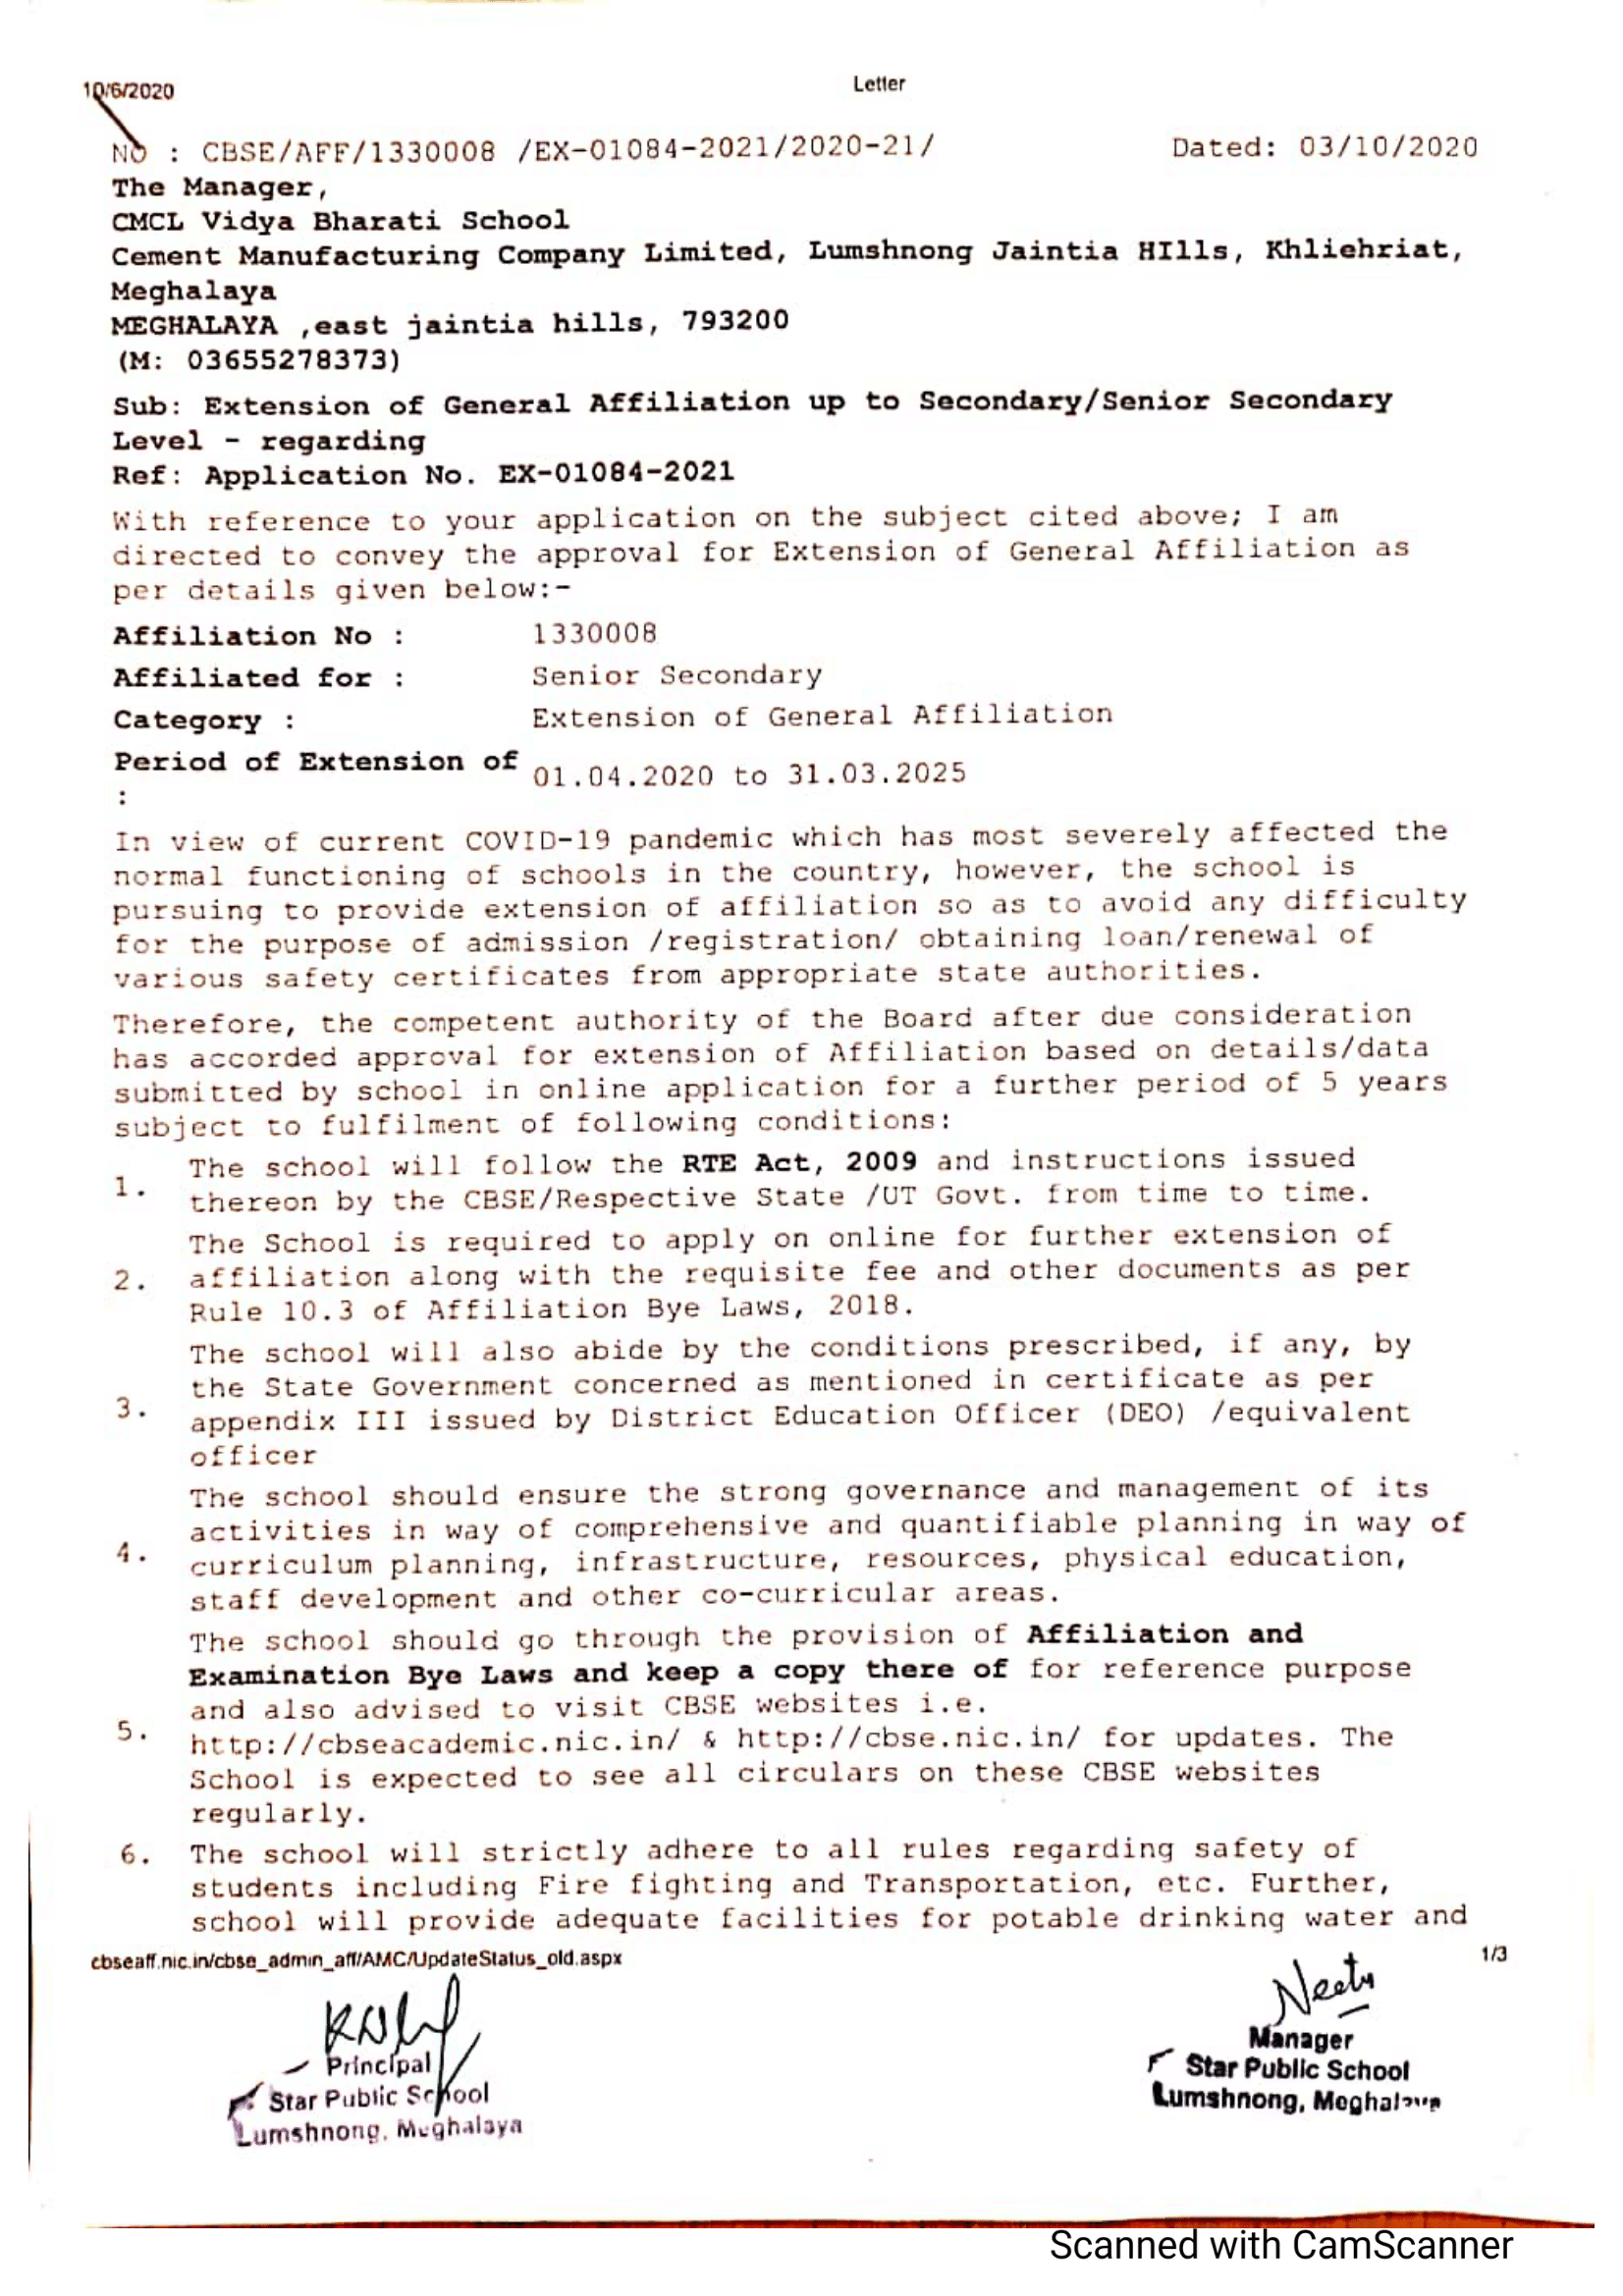 10/6/2020
Letter
NO : CBSE/AFF/1330008 /EX-01084-2021/2020-21/ Dated: 03/10/2020
The Manager,
CMCL Vidya Bharati School
Cement Manufacturing Company Limited, Lumshnong Jaintia HIlls, Khliehriat,
Meghalaya
MEGHALAYA ,east jaintia hills, 793200
(M: 03655278373)
Sub: Extension of General Affiliation up to Secondary/Senior Secondary
Level - regarding
Ref: Application No. EX-01084-2021
With reference to your application on the subject cited above; I am
directed to convey the approval for Extension of General Affiliation as
per details given below:-
Affiliation No : 1330008
Affiliated for : Senior Secondary
Category : Extension of General Affiliation
Period of Extension of 01.04.2020 to 31.03.2025
:
In view of current COVID-19 pandemic which has most severely affected the
normal functioning of schools in the country, however, the school is
pursuing to provide extension of affiliation so as to avoid any difficulty
for the purpose of admission /registration/ obtaining loan/renewal of
various safety certificates from appropriate state authorities.
Therefore, the competent authority of the Board after due consideration
has accorded approval for extension of Affiliation based on details/data
submitted by school in online application for a further period of 5 years
subject to fulfilment of following conditions:
1. The school will follow the RTE Act, 2009 and instructions issued
thereon by the CBSE/Respective State /UT Govt. from time to time.
The School is required to apply on online for further extension of
2. affiliation along with the requisite fee and other documents as per
Rule 10.3 of Affiliation Bye Laws, 2018.
The school will also abide by the conditions prescribed, if any, by
the State Government concerned as mentioned in certificate as per
3. appendix III issued by District Education Officer (DEO) /equivalent
officer
The school should ensure the strong governance and management of its
activities in way of comprehensive and quantifiable planning in way of
4. curriculum planning, infrastructure, resources, physical education,
staff development and other co-curricular areas.
The school should go through the provision of Affiliation and
Examination Bye Laws and keep a copy there of for reference purpose
and also advised to visit CBSE websites i.e.
5. http://cbseacademic.nic.in/ & http://cbse.nic.in/ for updates. The
School is expected to see all circulars on these CBSE websites
regularly.
6. The school will strictly adhere to all rules regarding safety of
students including Fire fighting and Transportation, etc. Further,
school will provide adequate facilities for potable drinking water and
cbseaff.nic.in/cbse_admin_aff/AMC/UpdateStatus_old.aspx 1/3
Principal
Star Public School
Lumshnong, Meghalaya
Neetu
Manager
Star Public School
Lumshnong, Meghalaya
Scanned with CamScanner